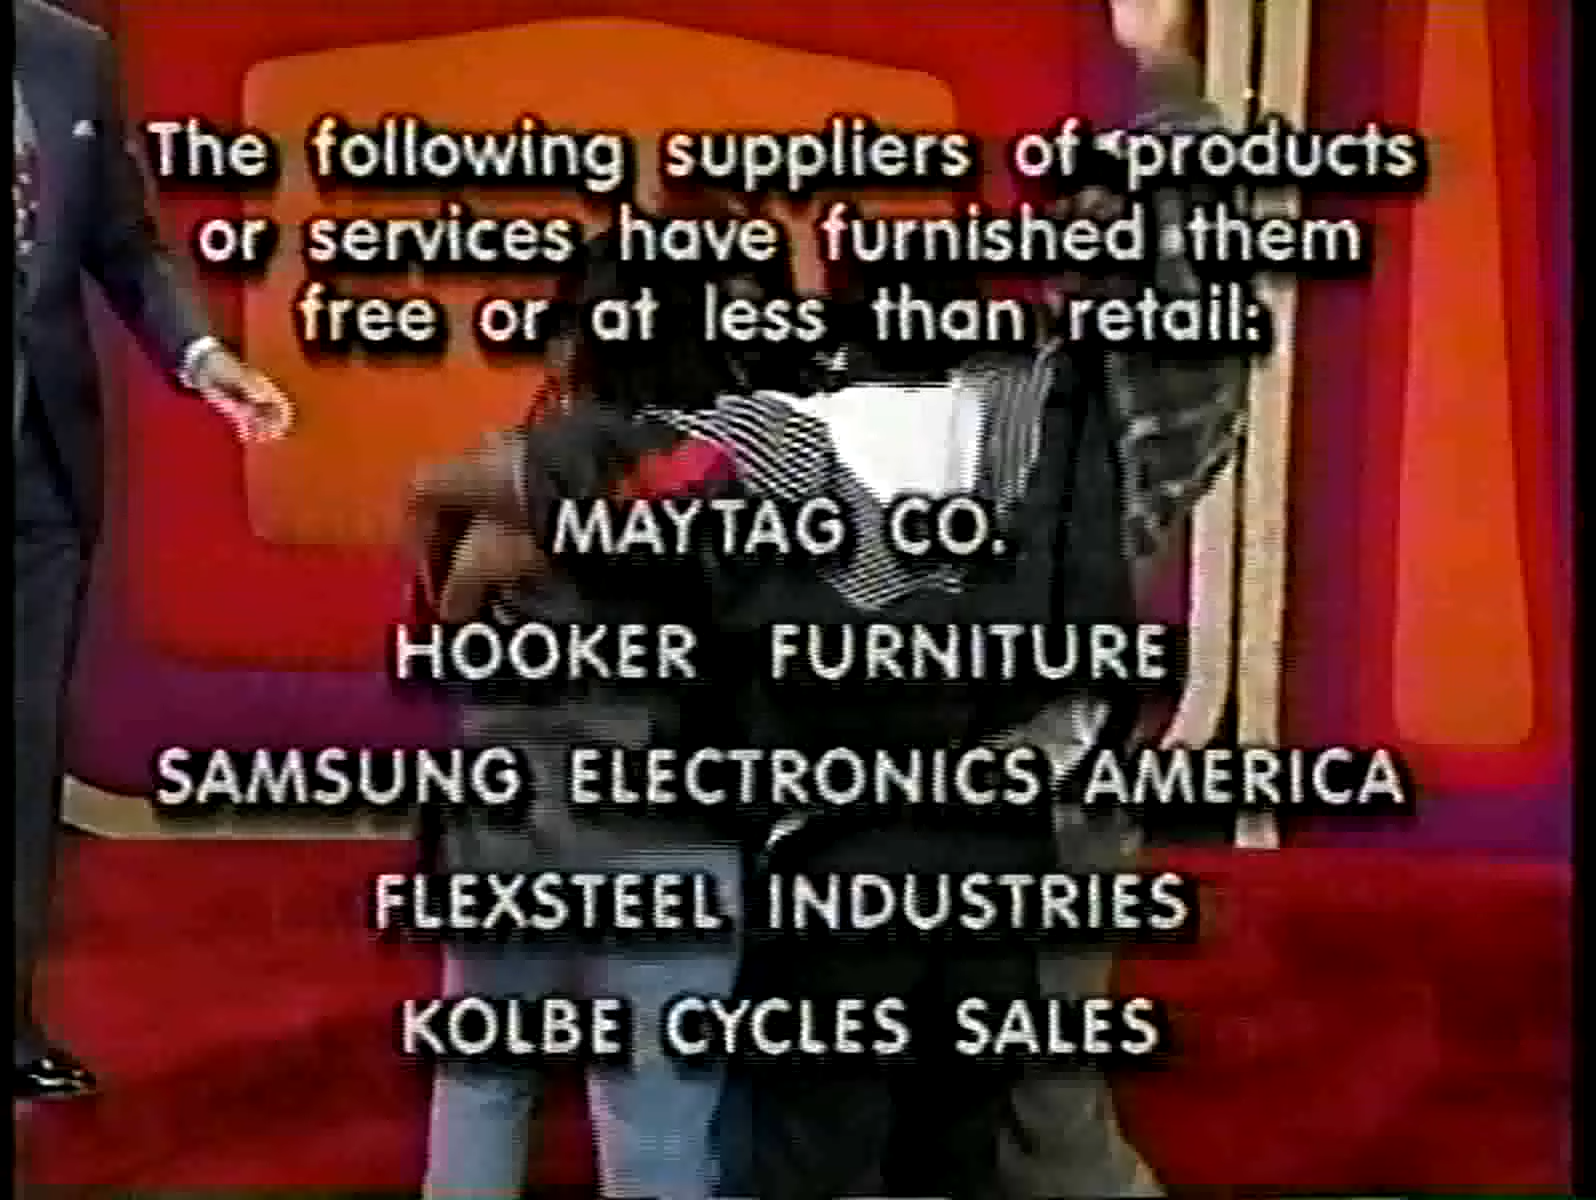 The following suppliers of products
or services have furnished them
free or at less than retail:
MAYTAG CO.
HOOKER FURNITURE
SAMSUNG ELECTRONICS AMERICA
FLEXSTEEL INDUSTRIES
KOLBE CYCLES SALES